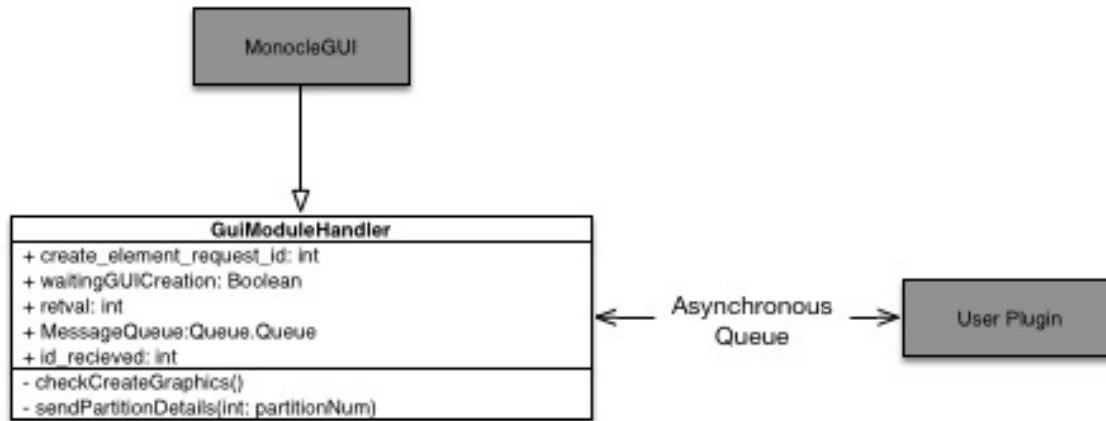 MonocleGUI
GuiModuleHandler
+ create_element_request_id: int
+ waitingGUICreation: Boolean
+ retval: int
+ MessageQueue:Queue.Queue
+ id_recieved: int
- checkCreateGraphics()
- sendPartitionDetails(int: partitionNum)
Asynchronous
Queue
User Plugin